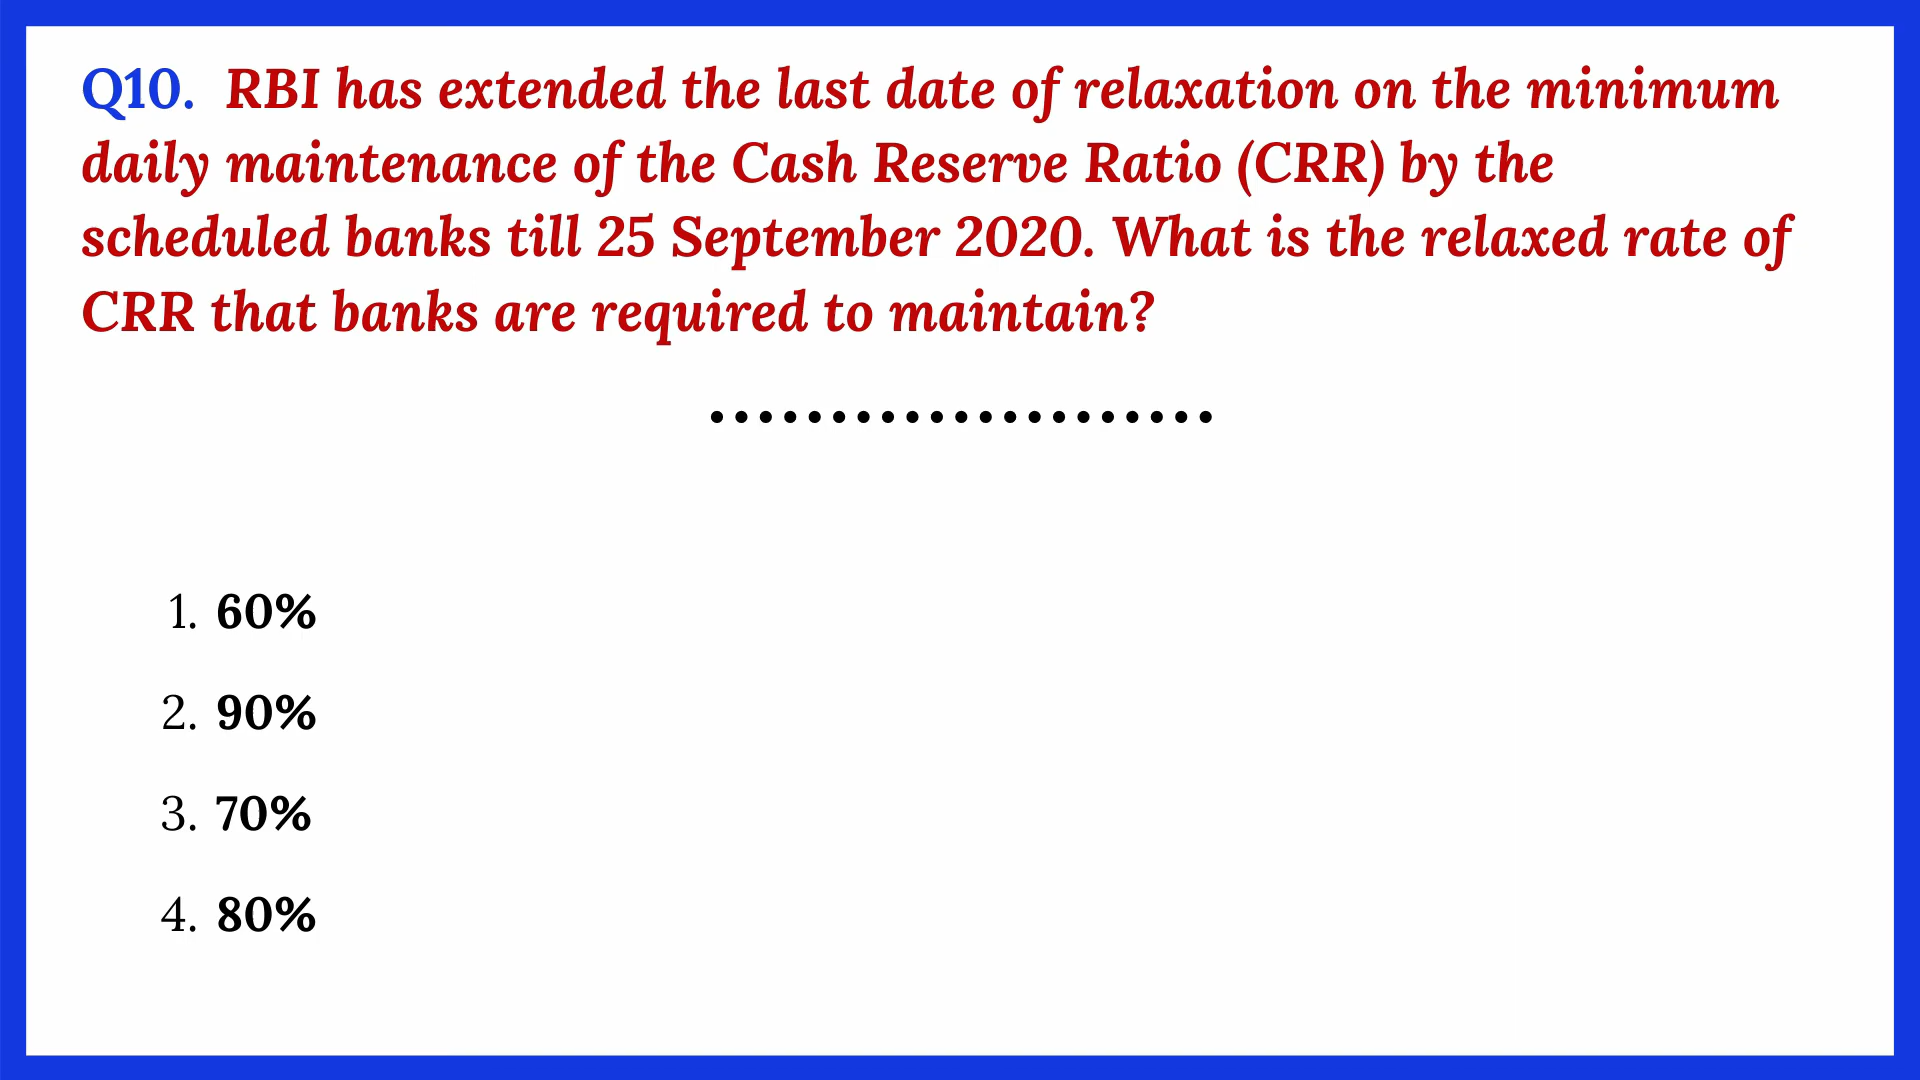 Q10. RBI has extended the last date of relaxation on the minimum
daily maintenance of the Cash Reserve Ratio (CRR) by the
scheduled banks till 25 September 2020. What is the relaxed rate of
CRR that banks are required to maintain?
.....................
1. 60%
2. 90%
3. 70%
4. 80%